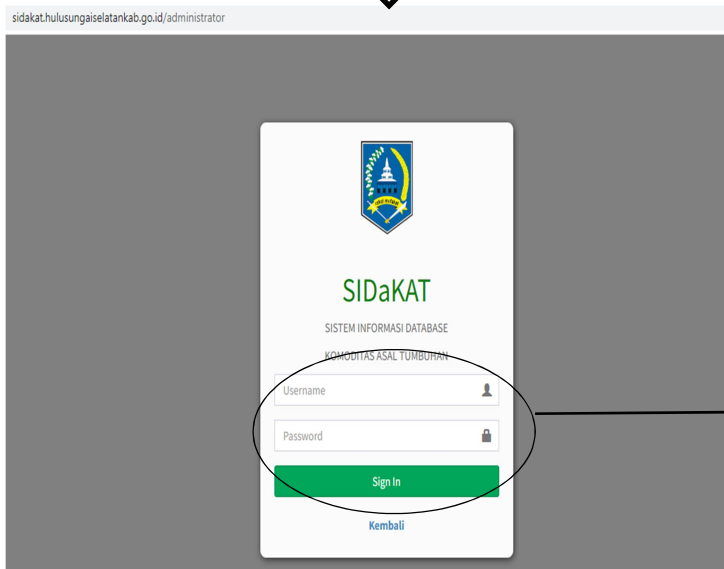 sidakat.hulusungaiselatankab.go.id/administrator
SIDaKAT
SISTEM INFORMASI DATABASE
KOMODITAS ASAL TUMBUHAN
Username
Password
Sign In
Kembali